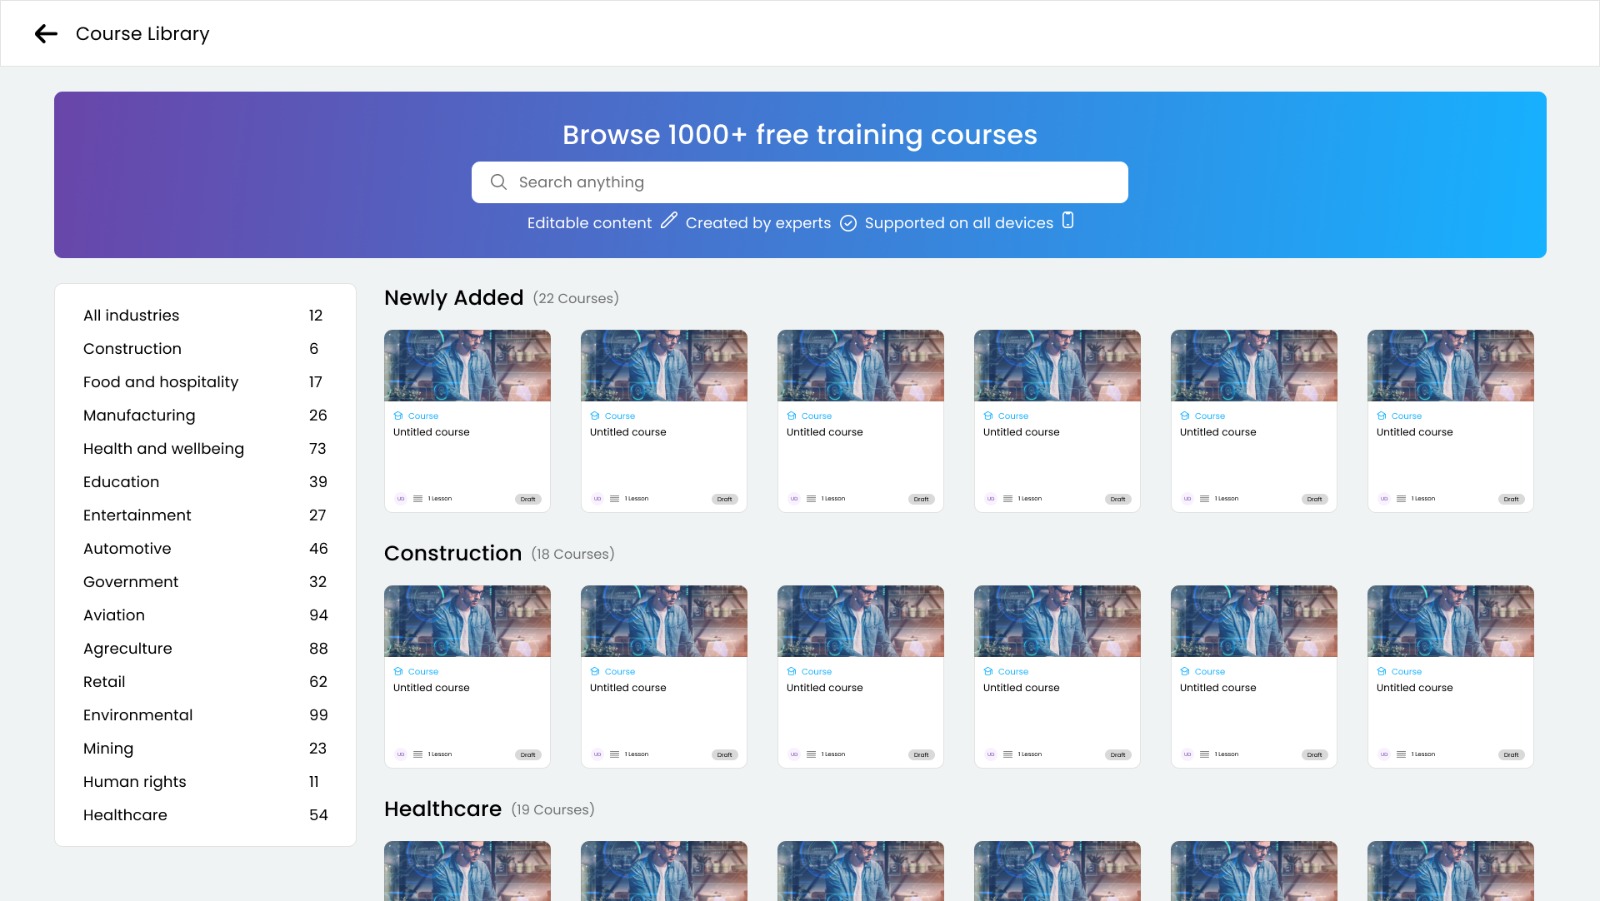 Course Library
Browse 1000+ free training courses
Search anything
Editable content Created by experts Supported on all devices
All industries 12
Construction 6
Food and hospitality 17
Manufacturing 26
Health and wellbeing 73
Education 39
Entertainment 27
Automotive 46
Government 32
Aviation 94
Agreculture 88
Retail 62
Environmental 99
Mining 23
Human rights 11
Healthcare 54
Newly Added (22 Courses)
Course Course Course Course Course Course
Untitled course Untitled course Untitled course Untitled course Untitled course Untitled course
UD 1 Lesson Draft UD 1 Lesson Draft UD 1 Lesson Draft UD 1 Lesson Draft UD 1 Lesson Draft UD 1 Lesson Draft
Construction (18 Courses)
Course Course Course Course Course Course
Untitled course Untitled course Untitled course Untitled course Untitled course Untitled course
UD 1 Lesson Draft UD 1 Lesson Draft UD 1 Lesson Draft UD 1 Lesson Draft UD 1 Lesson Draft UD 1 Lesson Draft
Healthcare (19 Courses)